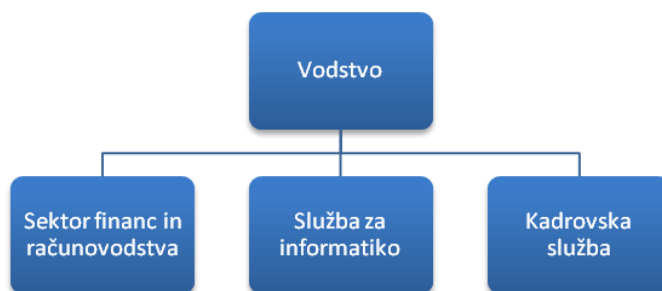 Vodstvo
Sektor financ in
računovodstva
Služba za
informatiko
Kadrovska
služba